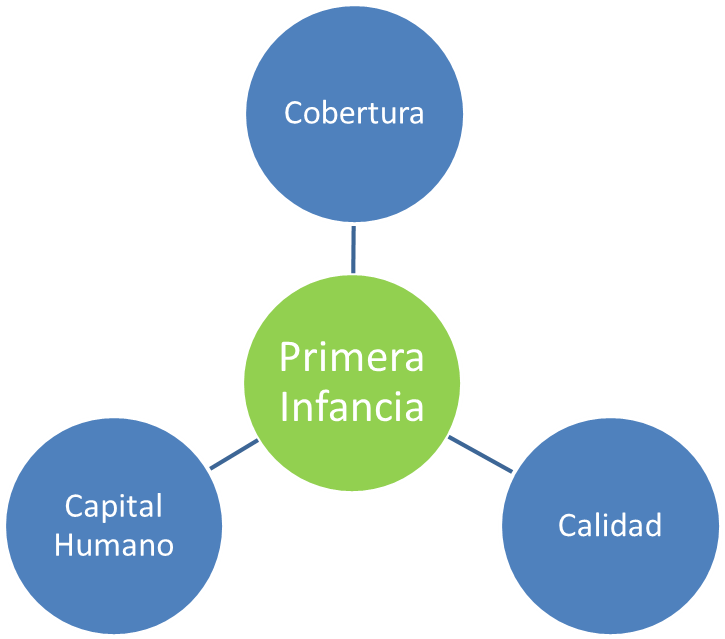 Cobertura
Primera
Infancia
Capital
Humano
Calidad